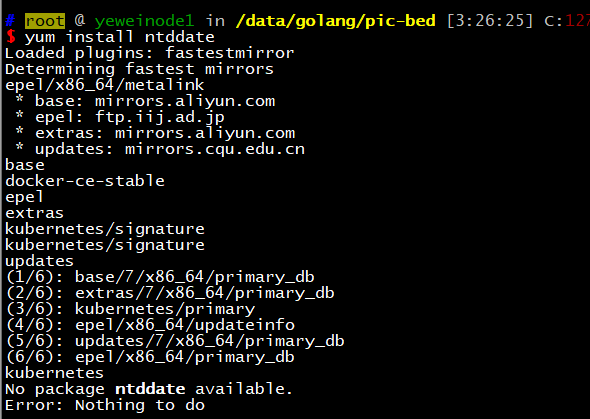 # root @ yeweinode1 in /data/golang/pic-bed [3:26:25] C:127
$ yum install ntddate
Loaded plugins: fastestmirror
Determining fastest mirrors
epel/x86_64/metalink
 * base: mirrors.aliyun.com
 * epel: ftp.iij.ad.jp
 * extras: mirrors.aliyun.com
 * updates: mirrors.cqu.edu.cn
base
docker-ce-stable
epel
extras
kubernetes/signature
kubernetes/signature
updates
(1/6): base/7/x86_64/primary_db
(2/6): extras/7/x86_64/primary_db
(3/6): kubernetes/primary
(4/6): epel/x86_64/updateinfo
(5/6): updates/7/x86_64/primary_db
(6/6): epel/x86_64/primary_db
kubernetes
No package ntddate available.
Error: Nothing to do